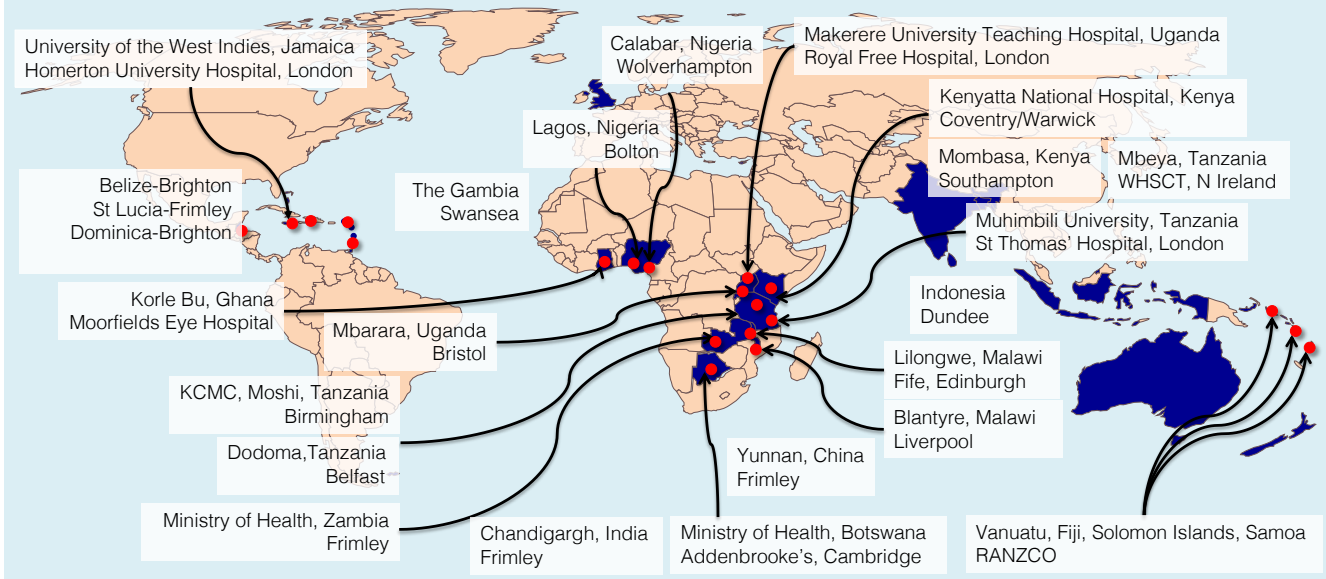 University of the West Indies, Jamaica
Homerton University Hospital, London
Calabar, Nigeria
Wolverhampton
Makerere University Teaching Hospital, Uganda
Royal Free Hospital, London
Kenyatta National Hospital, Kenya
Coventry/Warwick
Lagos, Nigeria
Bolton
Mombasa, Kenya
Southampton
Mbeya, Tanzania
WHSCT, N Ireland
Belize-Brighton
St Lucia-Frimley
Dominica-Brighton
The Gambia
Swansea
Muhimbili University, Tanzania
St Thomas' Hospital, London
Korle Bu, Ghana
Moorfields Eye Hospital
Indonesia
Dundee
Mbarara, Uganda
Bristol
Lilongwe, Malawi
Fife, Edinburgh
KCMC, Moshi, Tanzania
Birmingham
Blantyre, Malawi
Liverpool
Dodoma,Tanzania
Belfast
Yunnan, China
Frimley
Ministry of Health, Zambia
Frimley
Chandigargh, India
Frimley
Ministry of Health, Botswana
Addenbrooke's, Cambridge
Vanuatu, Fiji, Solomon Islands, Samoa
RANZCO